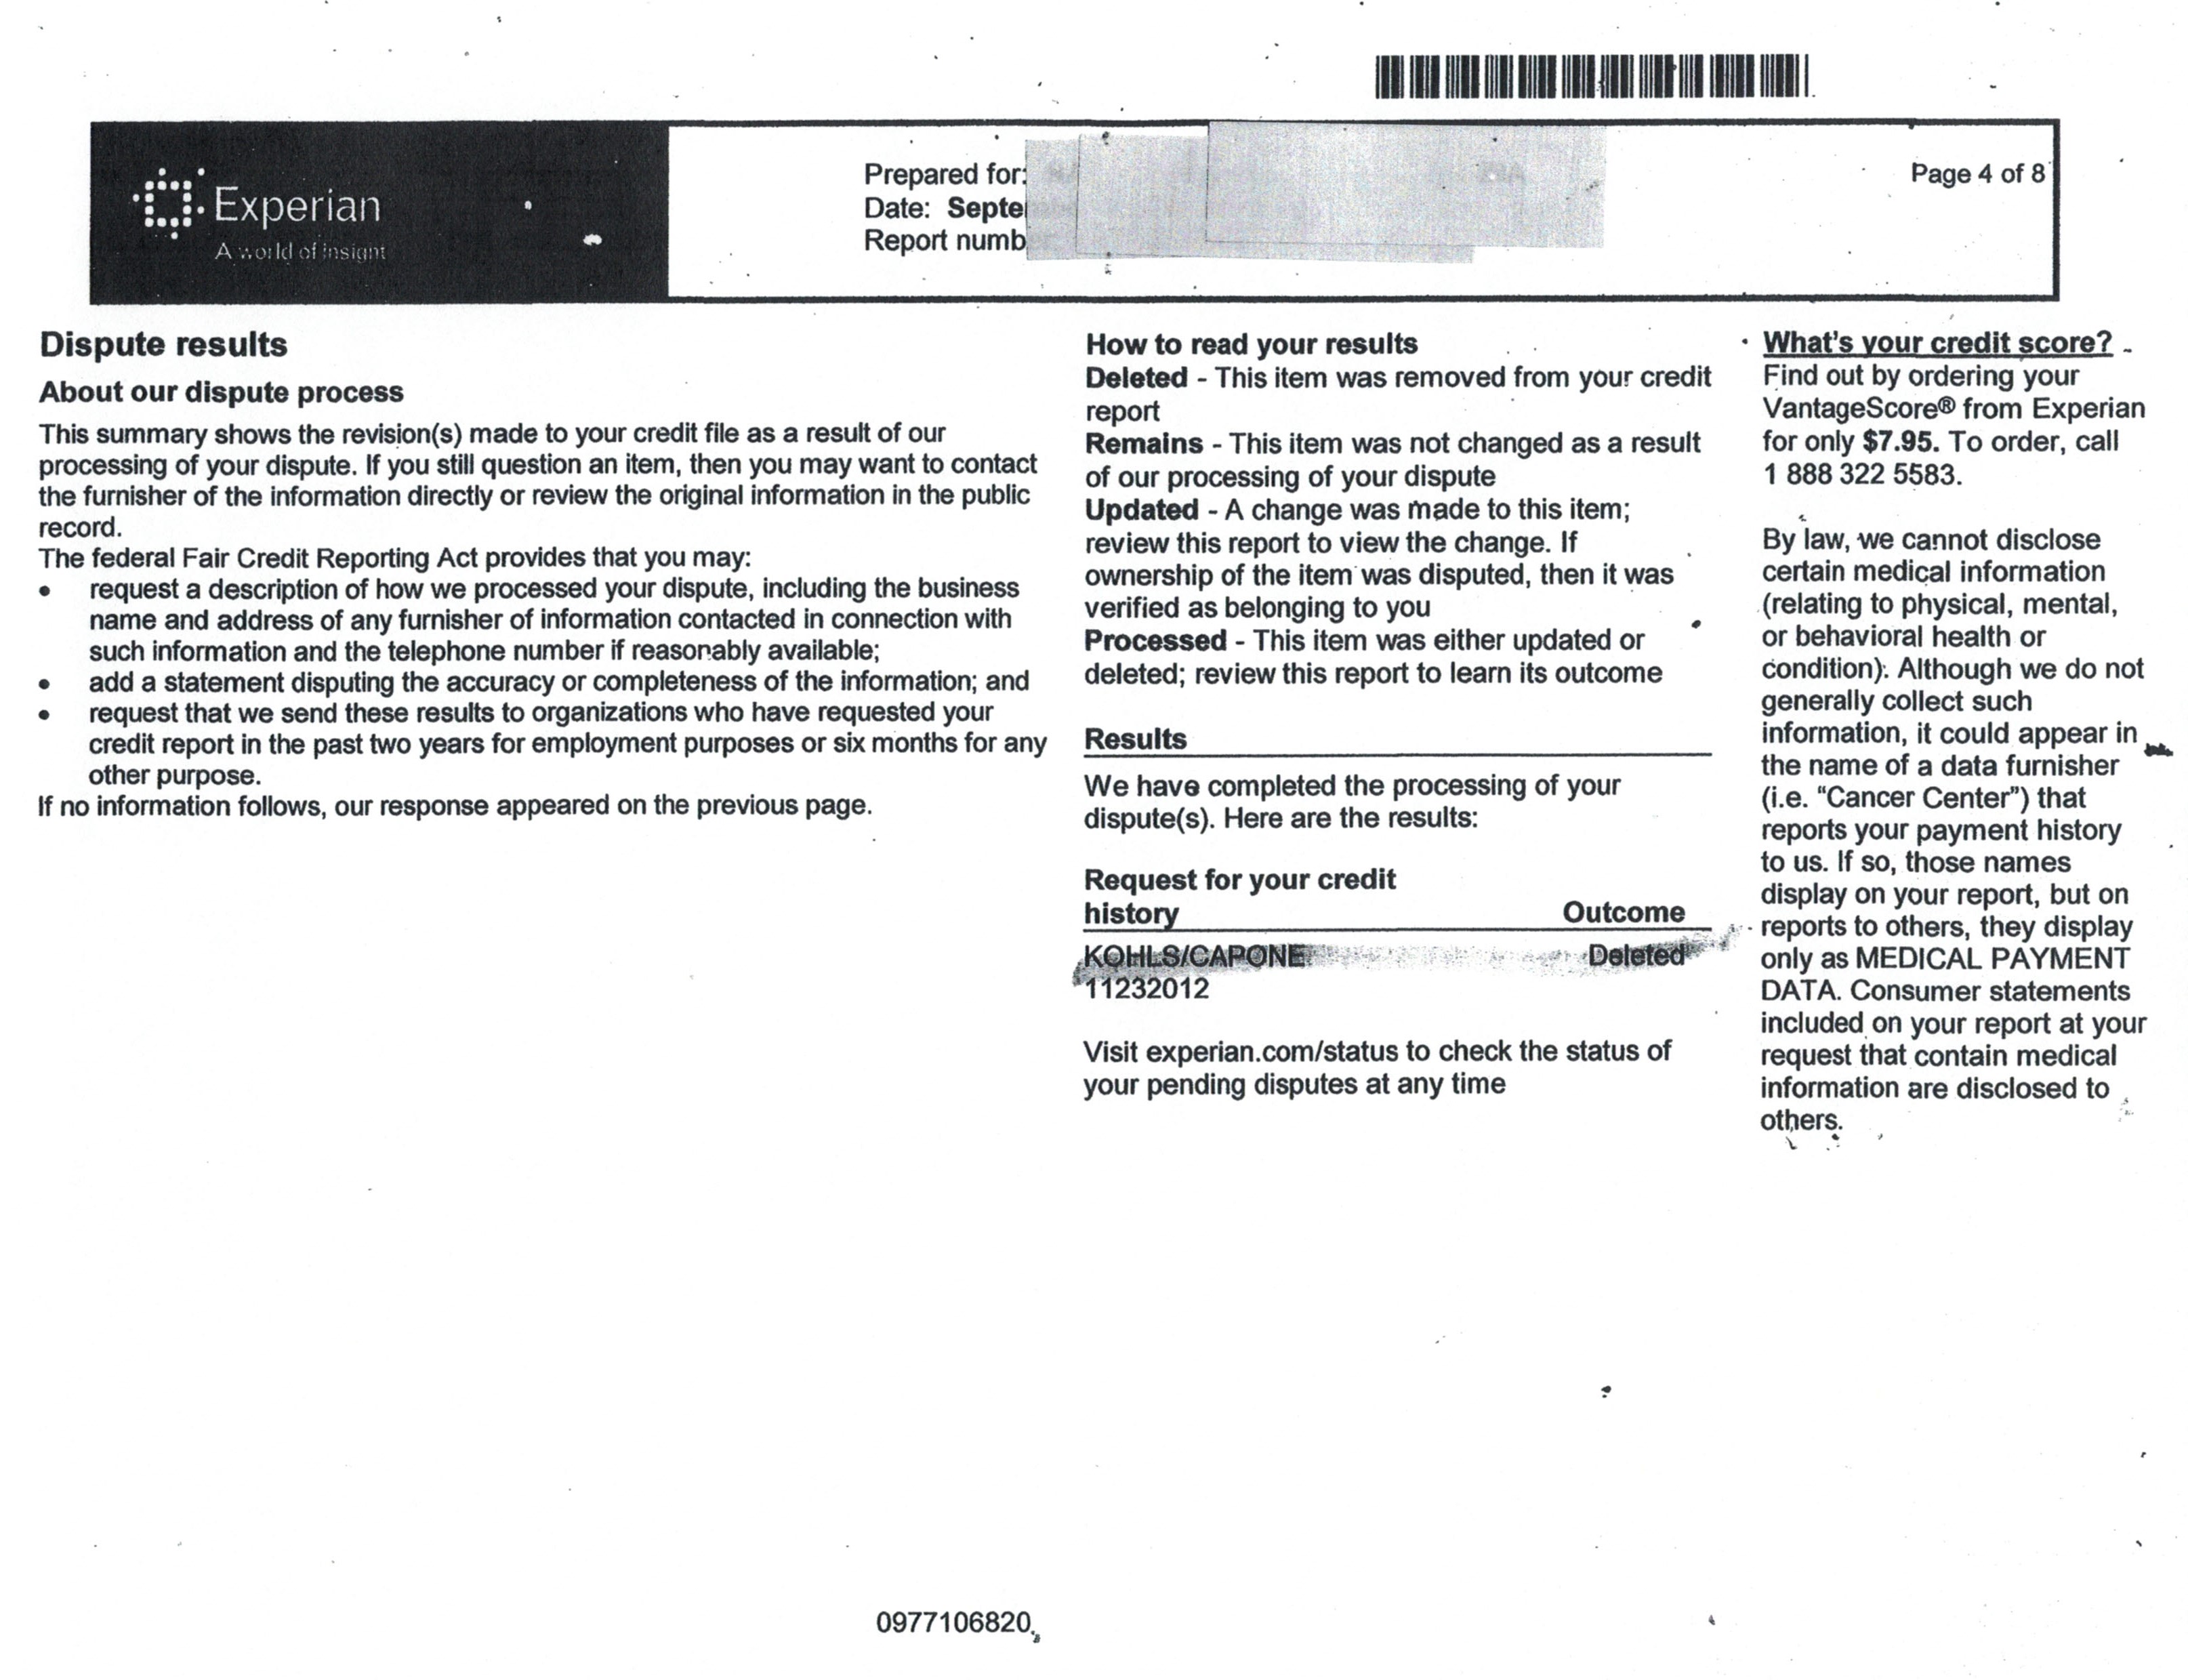 Experian
A world of insight
Prepared for:
Date: Septe
Report numb
Page 4 of 8
Dispute results
About our dispute process
This summary shows the revision(s) made to your credit file as a result of our
processing of your dispute. If you still question an item, then you may want to contact
the furnisher of the information directly or review the original information in the public
record.
The federal Fair Credit Reporting Act provides that you may:
• request a description of how we processed your dispute, including the business
name and address of any furnisher of information contacted in connection with
such information and the telephone number if reasonably available;
• add a statement disputing the accuracy or completeness of the information; and
• request that we send these results to organizations who have requested your
credit report in the past two years for employment purposes or six months for any
other purpose.
If no information follows, our response appeared on the previous page.
How to read your results
Deleted - This item was removed from your credit
report
Remains - This item was not changed as a result
of our processing of your dispute
Updated - A change was made to this item;
review this report to view the change. If
ownership of the item was disputed, then it was
verified as belonging to you
Processed - This item was either updated or
deleted; review this report to learn its outcome
Results
We have completed the processing of your
dispute(s). Here are the results:
Request for your credit
history Outcome
KOHLS/CAPONE Deleted
11232012
Visit experian.com/status to check the status of
your pending disputes at any time
What's your credit score?
Find out by ordering your
VantageScore® from Experian
for only $7.95. To order, call
1 888 322 5583.
By law, we cannot disclose
certain medical information
(relating to physical, mental,
or behavioral health or
condition). Although we do not
generally collect such
information, it could appear in
the name of a data furnisher
(i.e. “Cancer Center”) that
reports your payment history
to us. If so, those names
display on your report, but on
reports to others, they display
only as MEDICAL PAYMENT
DATA. Consumer statements
included on your report at your
request that contain medical
information are disclosed to
others.
0977106820